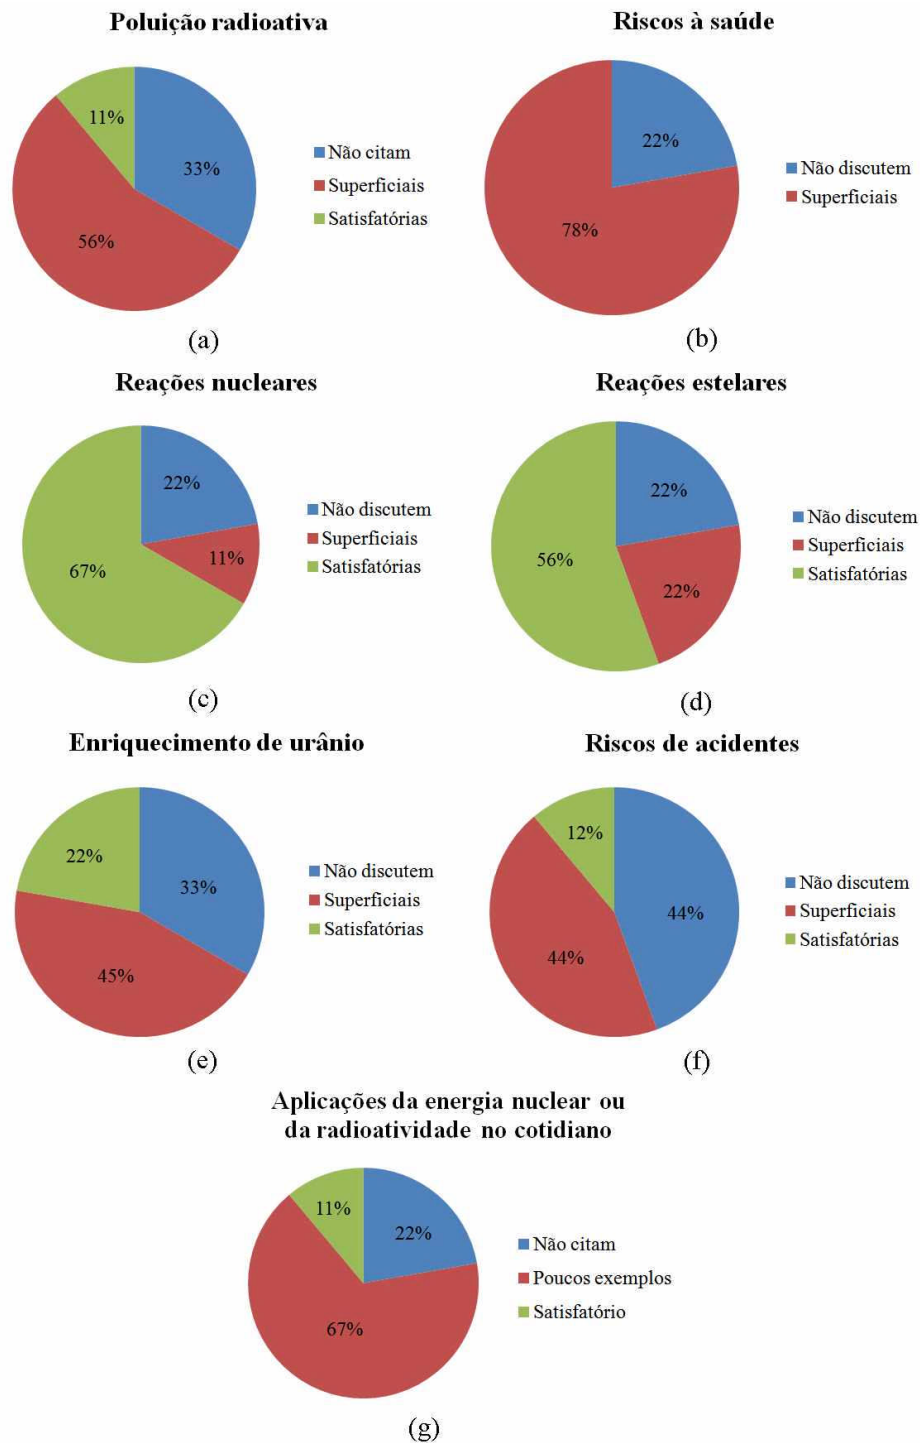 Poluição radioativa
11%
33%
56%
Não citam
Superficiais
Satisfatórias
(a)
Riscos à saúde
22%
78%
Não discutem
Superficiais
(b)
Reações nucleares
22%
11%
67%
Não discutem
Superficiais
Satisfatórias
(c)
Reações estelares
22%
56%
22%
Não discutem
Superficiais
Satisfatórias
(d)
Enriquecimento de urânio
22%
33%
45%
Não discutem
Superficiais
Satisfatórias
(e)
Riscos de acidentes
12%
44%
44%
Não discutem
Superficiais
Satisfatórias
(f)
Aplicações da energia nuclear ou
da radioatividade no cotidiano
11%
22%
67%
Não citam
Poucos exemplos
Satisfatório
(g)